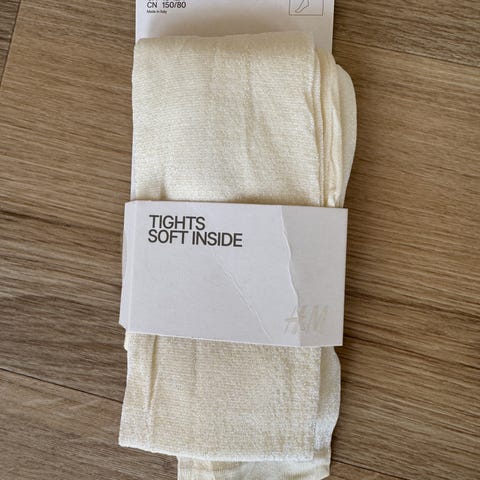 CN 150/80
Made in Italy
TIGHTS
SOFT INSIDE
H&M